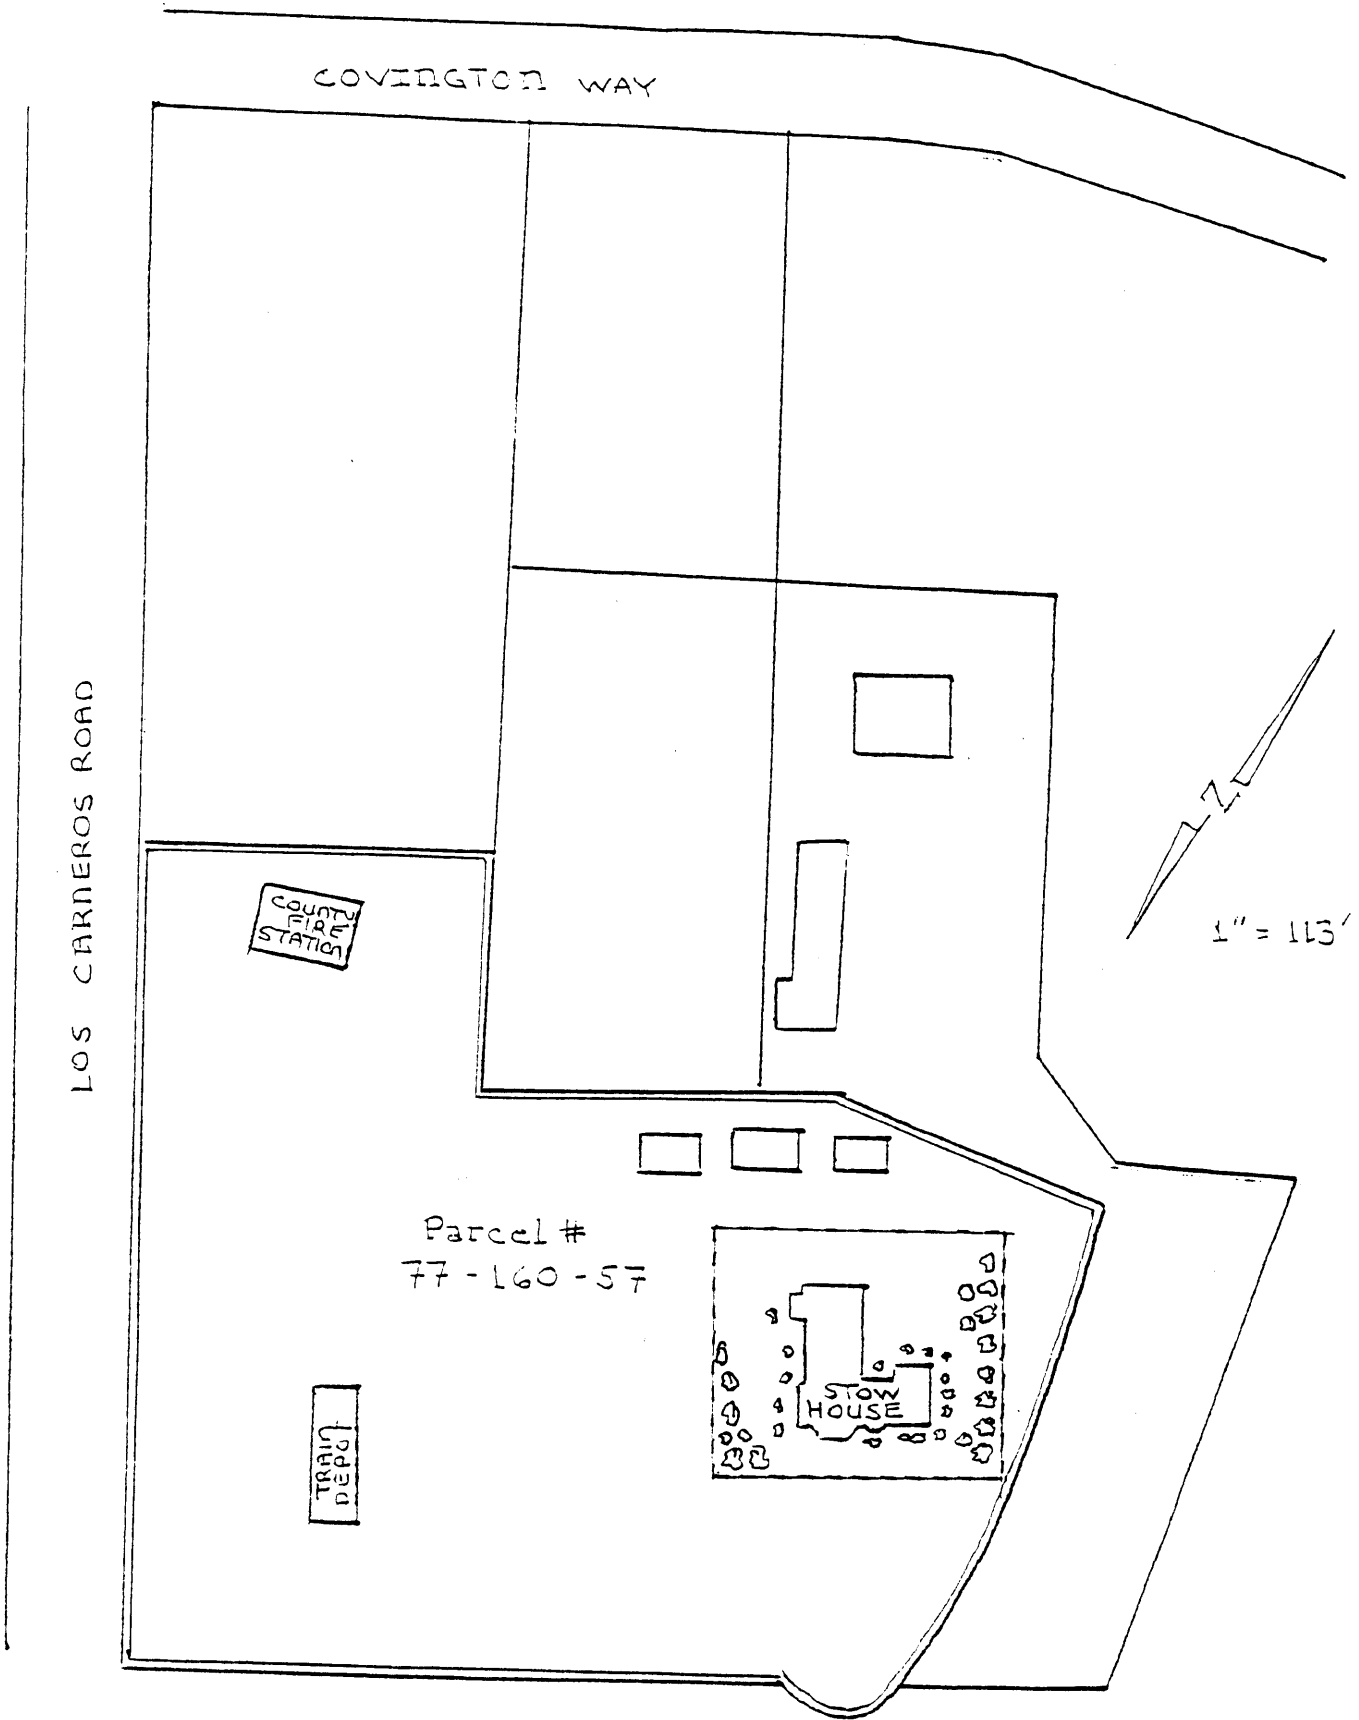 COVINGTON WAY
LOS CARNEROS ROAD
N
1" = 113'
COUNTY
FIRE
STATION
Parcel #
77-160-57
STOW
HOUSE
TRAIN
DEPOT